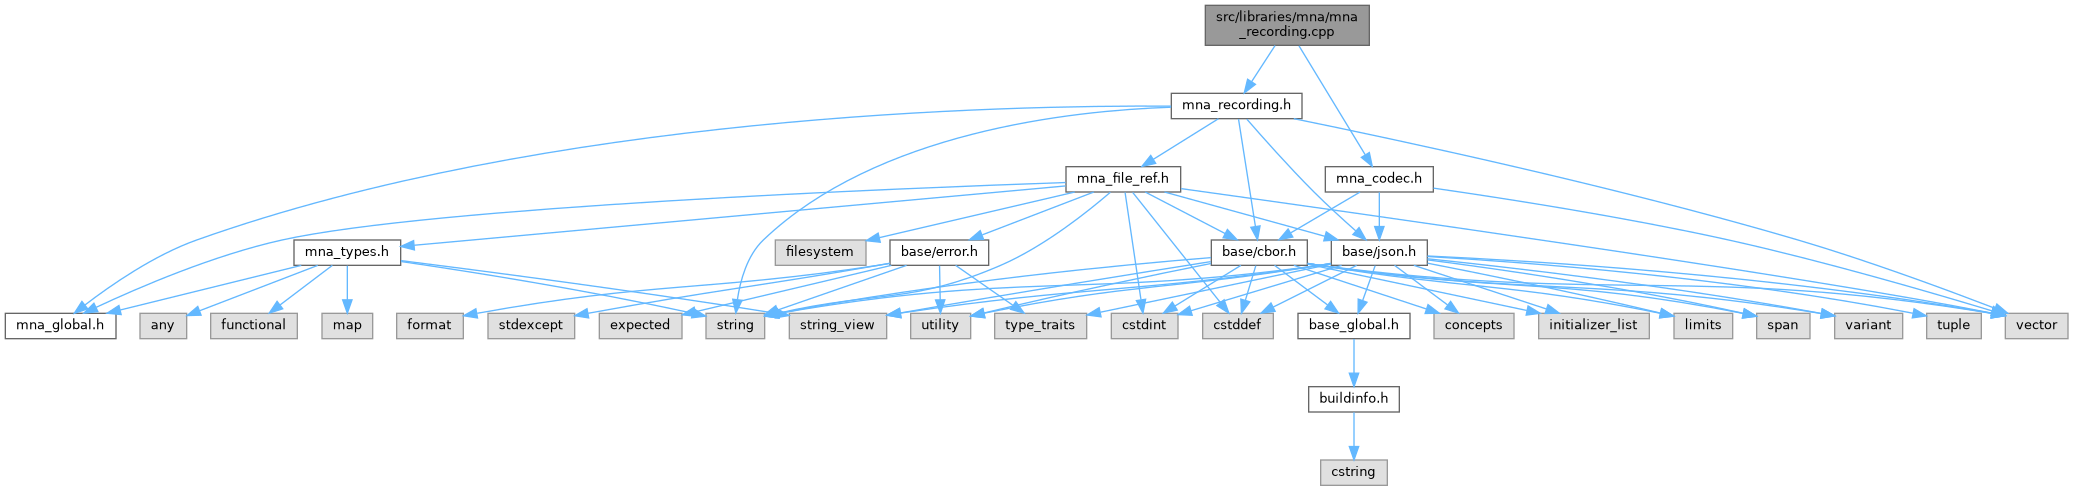 src/libraries/mna/mna
_recording.cpp
mna_recording.h
mna_file_ref.h
mna_codec.h
mna_types.h
filesystem
base/error.h
base/cbor.h
base/json.h
mna_global.h
any
functional
map
format
stdexcept
expected
string
string_view
utility
type_traits
cstdint
cstddef
base_global.h
concepts
initializer_list
limits
span
variant
tuple
vector
buildinfo.h
cstring